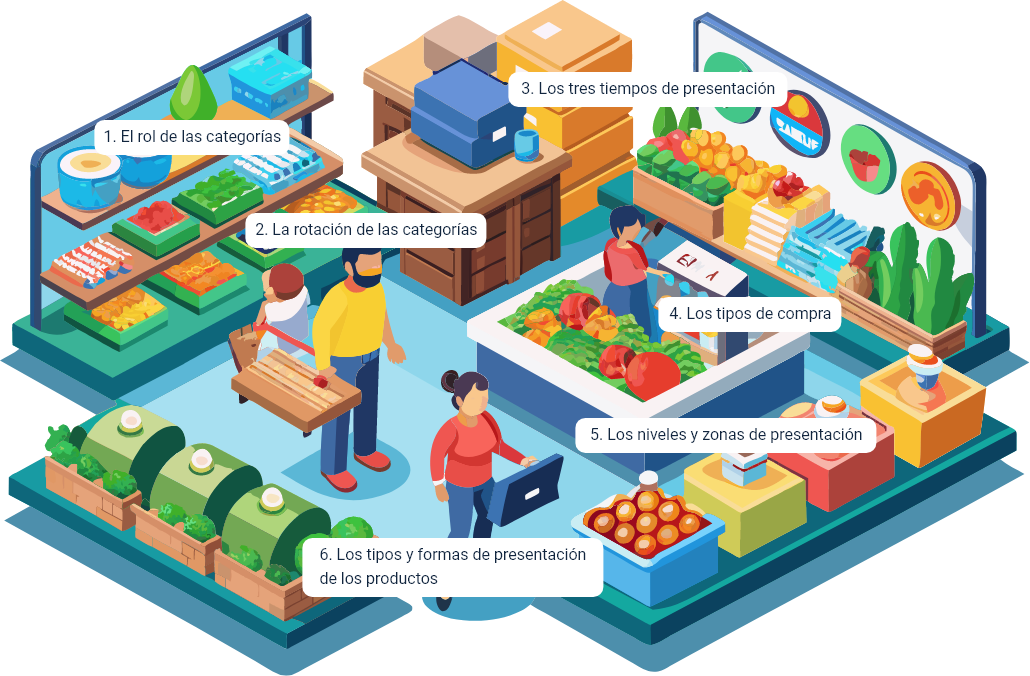 3. Los tres tiempos de presentación
1. El rol de las categorías
2. La rotación de las categorías
4. Los tipos de compra
5. Los niveles y zonas de presentación
6. Los tipos y formas de presentación
de los productos